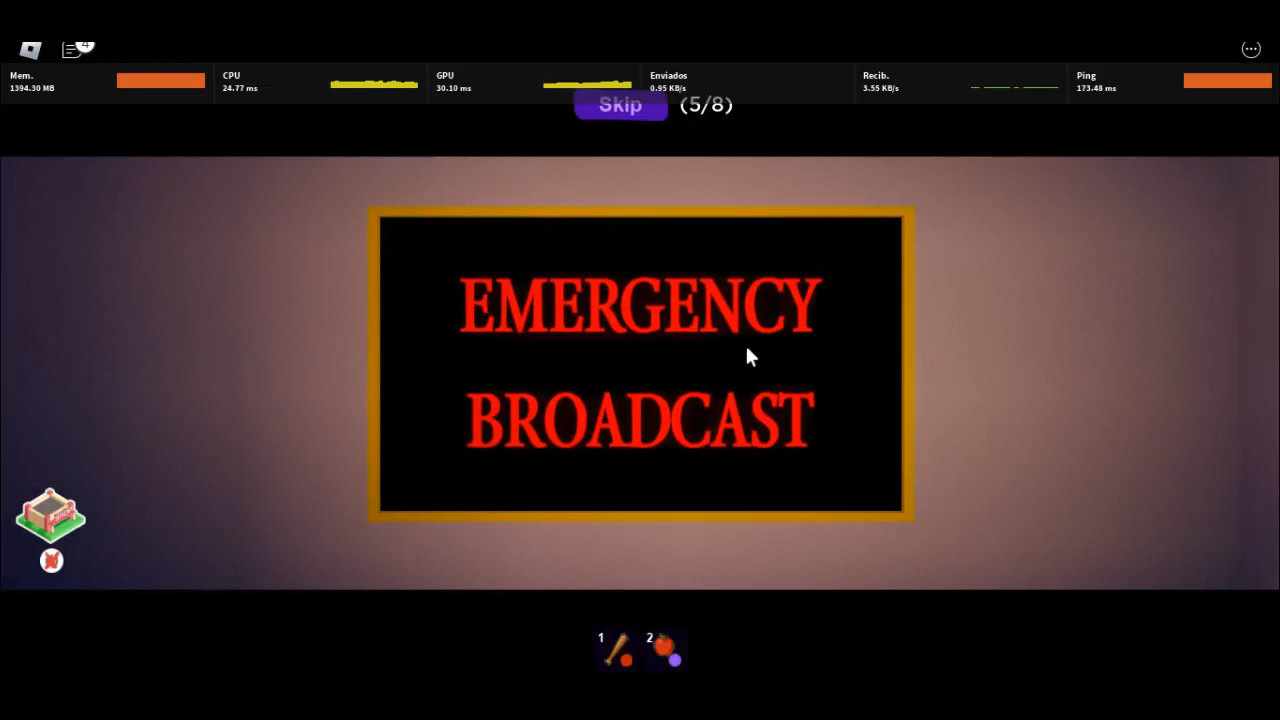 4
Mem.
1394.30 MB
CPU
24.77 ms
GPU
30.10 ms
Enviados
0.95 KB/s
Recib.
3.55 KB/s
Ping
173.48 ms
Skip (5/8)
EMERGENCY
BROADCAST
1 2